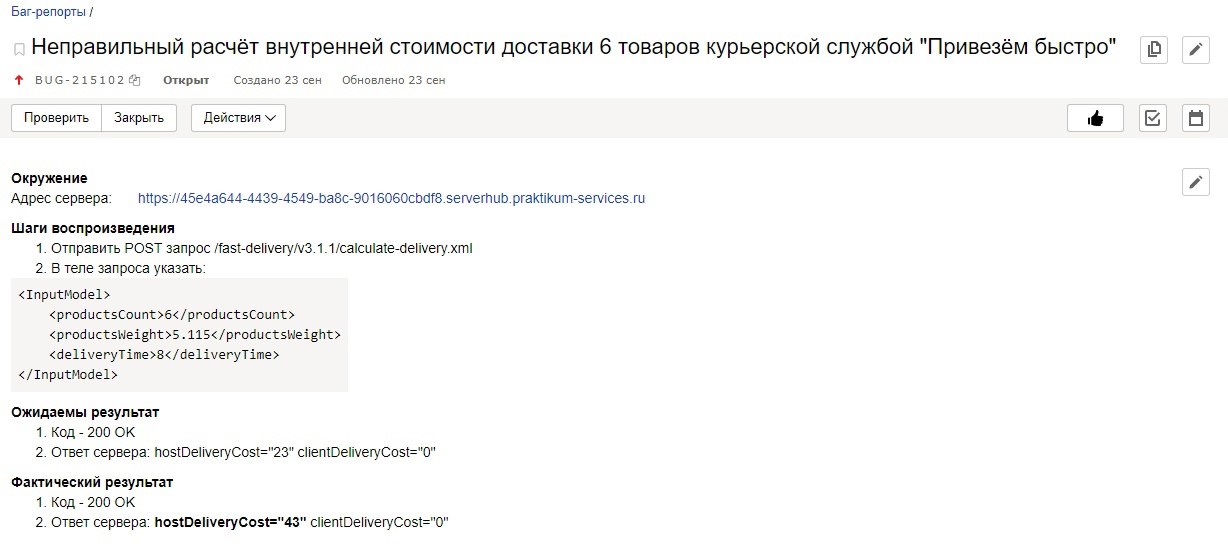 Баг-репорты /
Неправильный расчёт внутренней стоимости доставки 6 товаров курьерской службой "Привезём быстро"
BUG-215102 Открыт Создано 23 сен Обновлено 23 сен
Проверить Закрыть Действия
Окружение
Адрес сервера: https://45e4a644-4439-4549-ba8c-9016060cbdf8.serverhub.praktikum-services.ru
Шаги воспроизведения
1. Отправить POST запрос /fast-delivery/v3.1.1/calculate-delivery.xml
2. В теле запроса указать:
<InputModel>
<productsCount>6</productsCount>
<productsWeight>5.115</productsWeight>
<deliveryTime>8</deliveryTime>
</InputModel>
Ожидаемы результат
1. Код - 200 OK
2. Ответ сервера: hostDeliveryCost="23" clientDeliveryCost="0"
Фактический результат
1. Код - 200 OK
2. Ответ сервера: hostDeliveryCost="43" clientDeliveryCost="0"